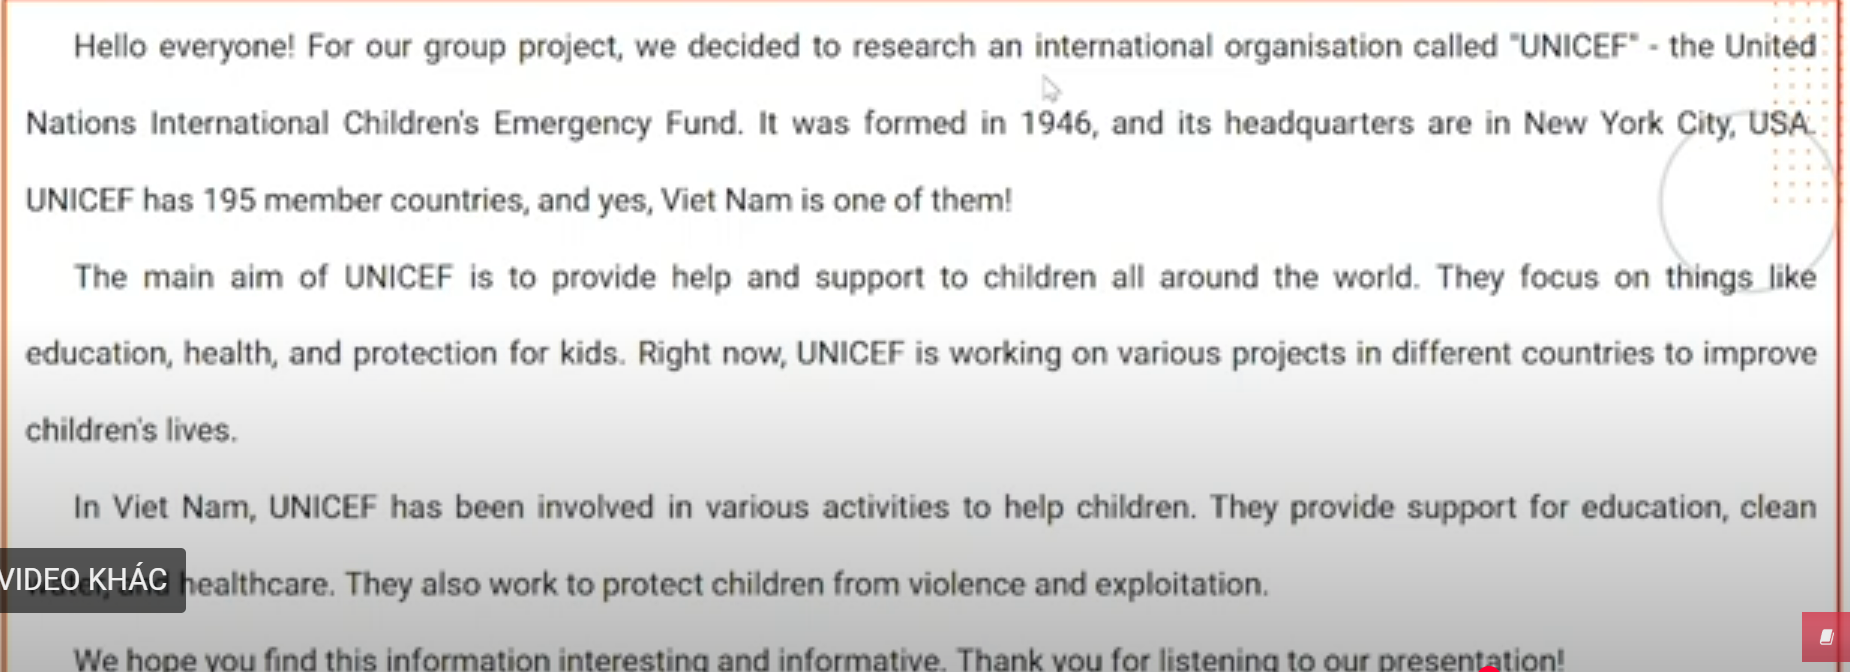 Hello everyone! For our group project, we decided to research an international organisation called "UNICEF" - the United
Nations International Children's Emergency Fund. It was formed in 1946, and its headquarters are in New York City, USA.
UNICEF has 195 member countries, and yes, Viet Nam is one of them!
The main aim of UNICEF is to provide help and support to children all around the world. They focus on things like
education, health, and protection for kids. Right now, UNICEF is working on various projects in different countries to improve
children's lives.
In Viet Nam, UNICEF has been involved in various activities to help children. They provide support for education, clean
VIDEO KHÁC
healthcare. They also work to protect children from violence and exploitation.
We hope you find this information interesting and informative. Thank you for listening to our presentation!